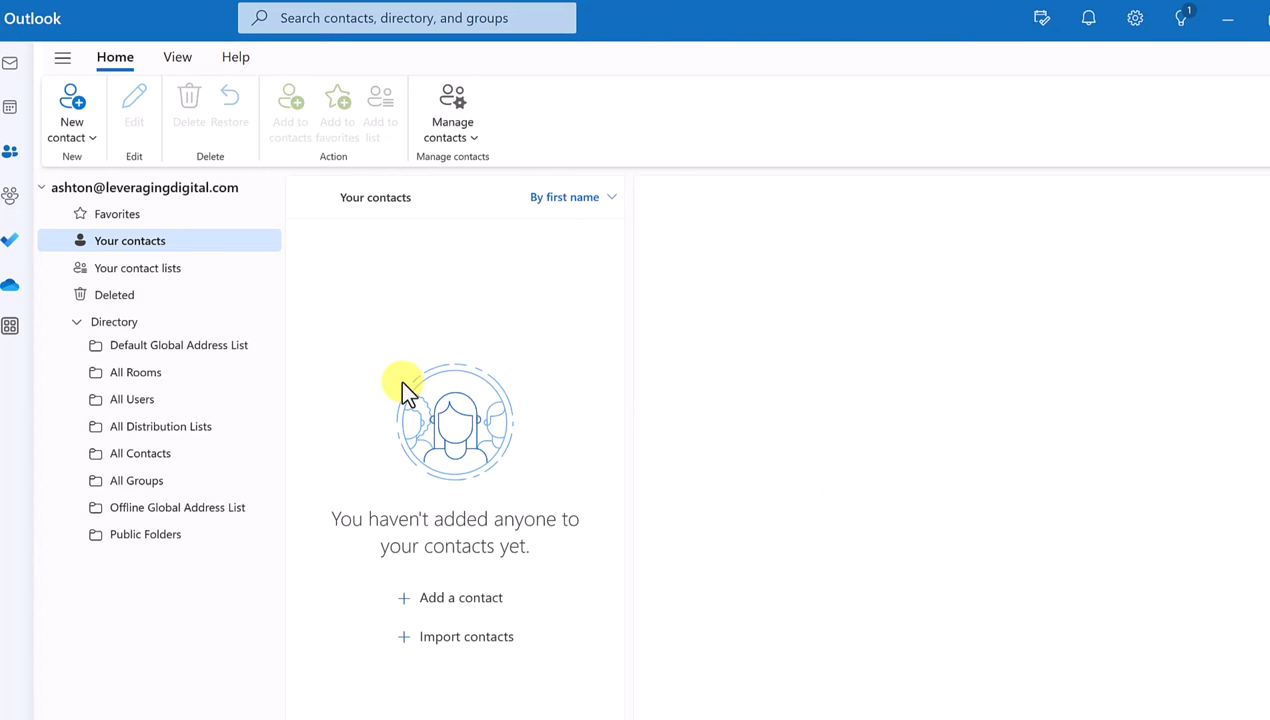 Outlook
Search contacts, directory, and groups
1
Home View Help
New contact
Edit
Delete
Restore
Add to contacts
Add to favorites
Add to list
Manage contacts
New
Edit
Delete
Action
Manage contacts
ashton@leveragingdigital.com
Favorites
Your contacts
Your contact lists
Deleted
Directory
Default Global Address List
All Rooms
All Users
All Distribution Lists
All Contacts
All Groups
Offline Global Address List
Public Folders
Your contacts
By first name
You haven't added anyone to
your contacts yet.
Add a contact
Import contacts